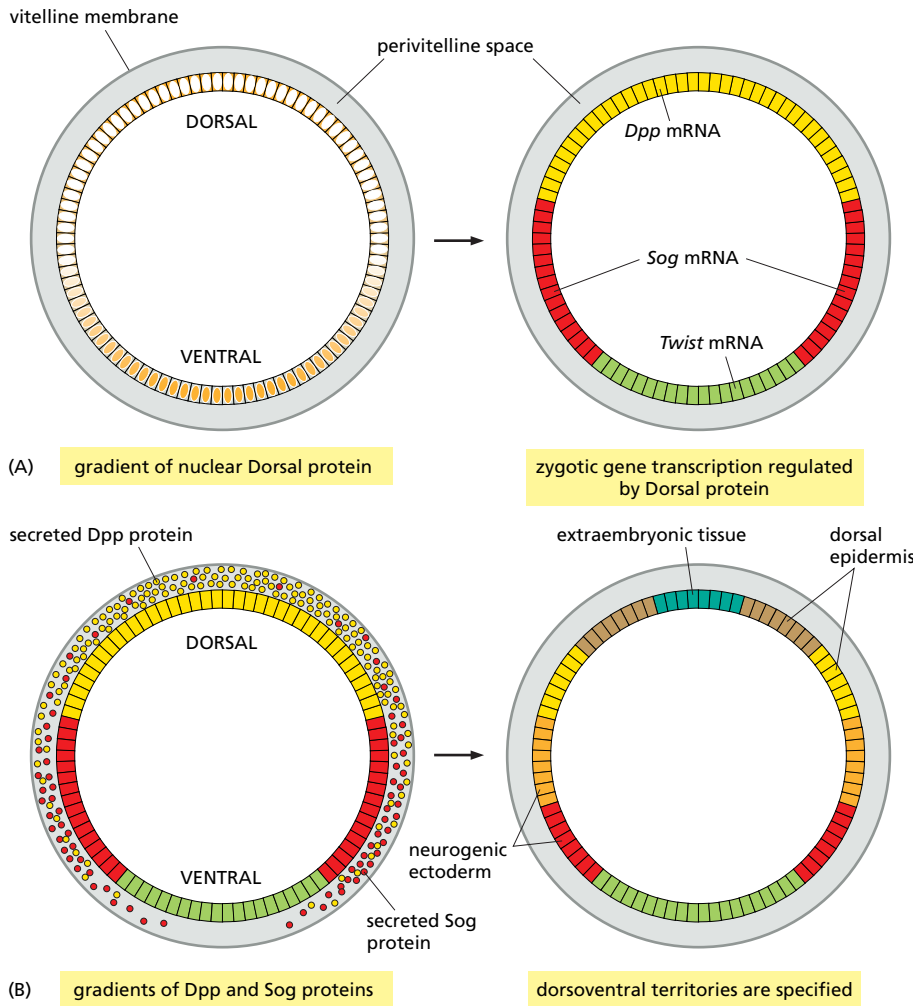 vitelline membrane
perivitelline space
DORSAL
Dpp mRNA
Sog mRNA
VENTRAL
Twist mRNA
(A)
gradient of nuclear Dorsal protein
zygotic gene transcription regulated
by Dorsal protein
secreted Dpp protein
extraembryonic tissue
dorsal
epidermis
DORSAL
VENTRAL
neurogenic
ectoderm
secreted Sog
protein
(B)
gradients of Dpp and Sog proteins
dorsoventral territories are specified